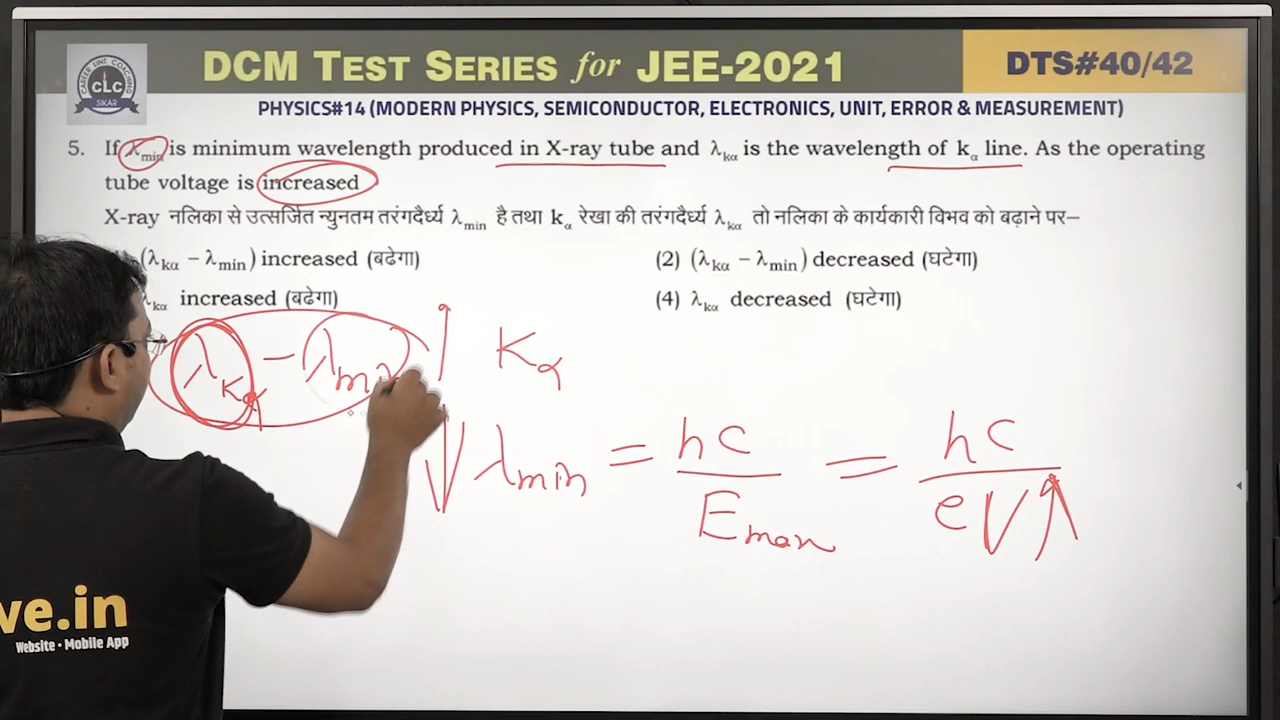 CAREER LINE COACHING
CLC
SIKAR
DCM TEST SERIES for JEE-2021
DTS#40/42
PHYSICS#14 (MODERN PHYSICS, SEMICONDUCTOR, ELECTRONICS, UNIT, ERROR & MEASUREMENT)
5. If λmin is minimum wavelength produced in X-ray tube and λkα is the wavelength of kα line. As the operating
tube voltage is increased
X-ray नलिका से उत्सर्जित न्युनतम तरंगदैर्ध्य λmin है तथा kα रेखा की तरंगदैर्ध्य λkα तो नलिका के कार्यकारी विभव को बढ़ाने पर–
(λkα – λmin) increased (बढेगा)
(2) (λkα – λmin) decreased (घटेगा)
kα increased (बढेगा)
(4) λkα decreased (घटेगा)
λKα – λmin ↑ Kα
↓ λmin = hc/Emax = hc/eV↑
ve.in
Website • Mobile App